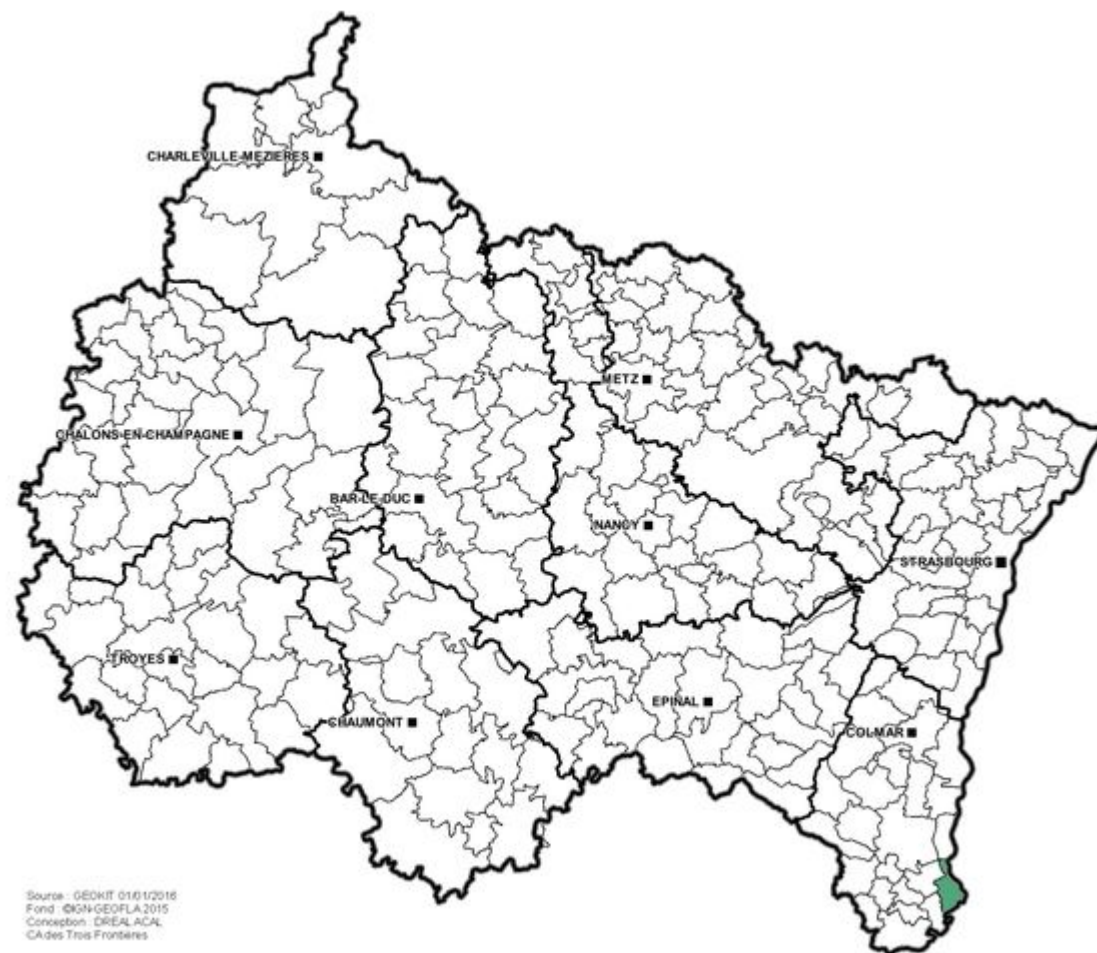 CHARLEVILLE-MEZIERES
METZ
CHALONS-EN-CHAMPAGNE
BAR-LE-DUC
NANCY
STRASBOURG
TROYES
EPINAL
CHAUMONT
COLMAR
Source : GEOKIT 01/01/2016
Fond : ©IGN-GEOFLA 2015
Conception : DREAL ACAL
CA des Trois Frontières